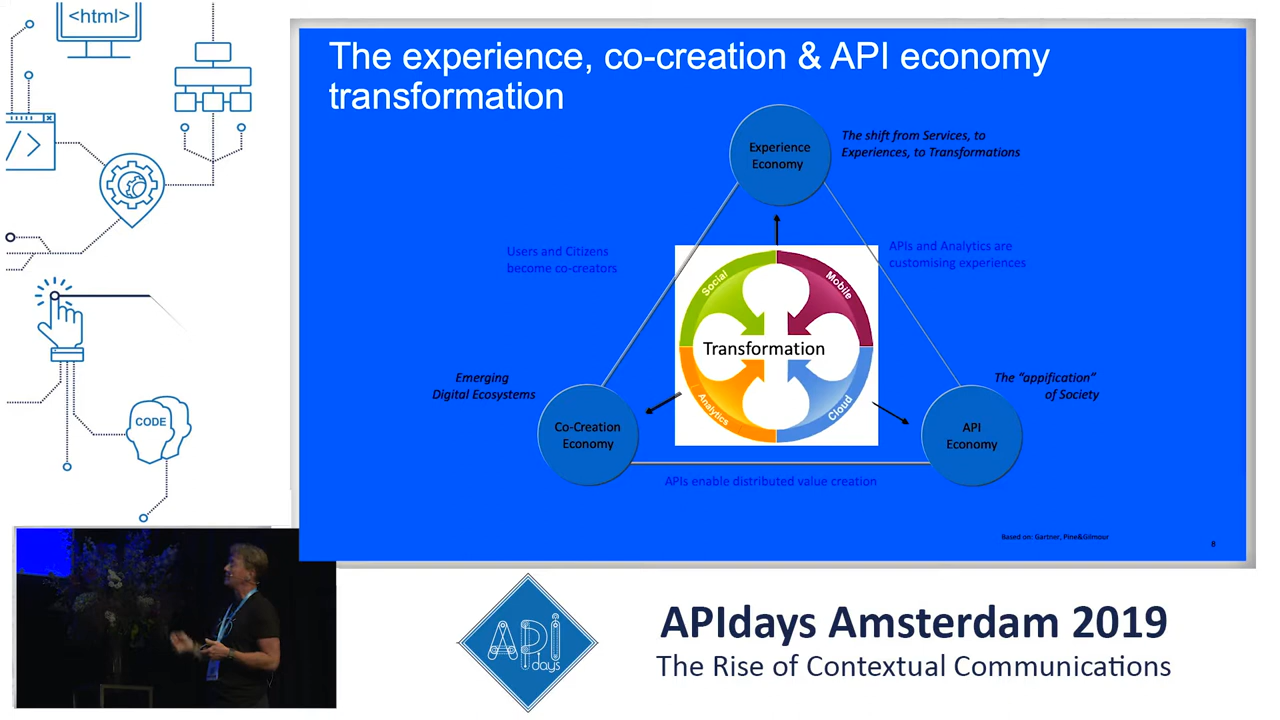 <html>
The experience, co-creation & API economy
transformation
Experience
Economy
The shift from Services, to
Experiences, to Transformations
Users and Citizens
become co-creators
APIs and Analytics are
customising experiences
Social
Mobile
Transformation
Analytics
Cloud
Emerging
Digital Ecosystems
The “appification”
of Society
Co-Creation
Economy
API
Economy
APIs enable distributed value creation
Based on: Gartner, Pine&Gilmour
8
</>
CODE
API
days
APIdays Amsterdam 2019
The Rise of Contextual Communications